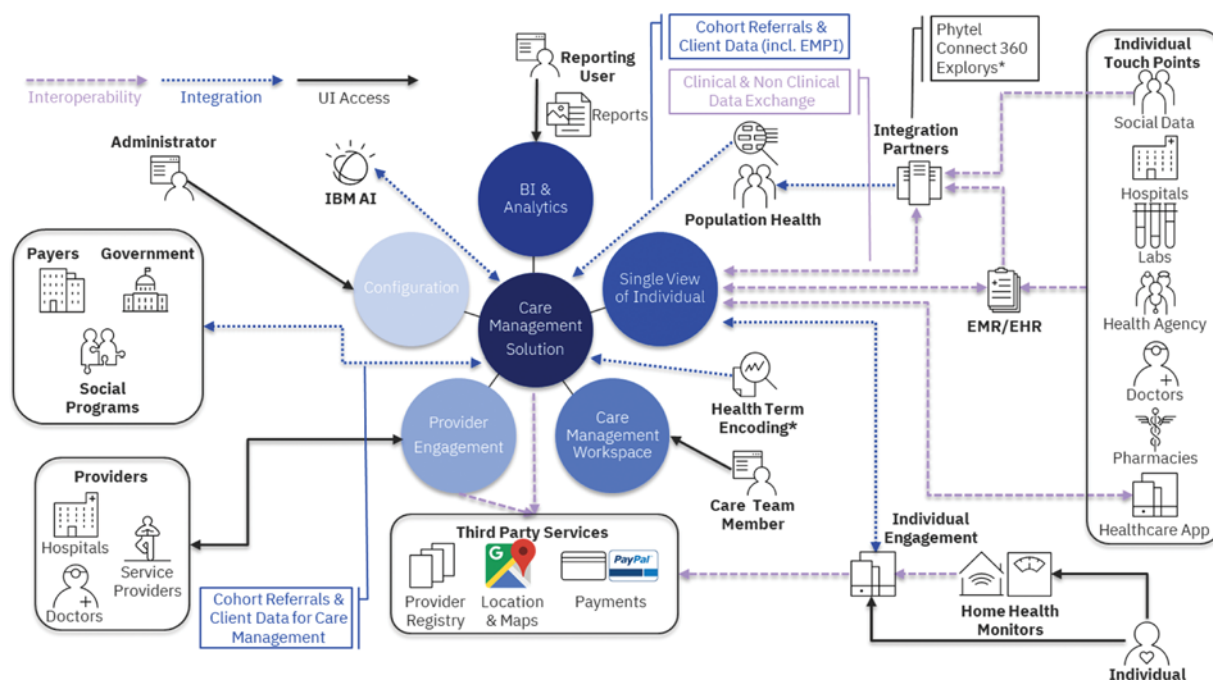 Cohort Referrals &
Client Data (incl. EMPI)
Phytel
Connect 360
Explorys*
Individual
Touch Points
Reporting
User
Interoperability
Integration
UI Access
Clinical & Non Clinical
Data Exchange
Reports
Integration
Partners
Social Data
Administrator
IBM AI
BI &
Analytics
Population Health
Hospitals
Payers
Government
Labs
Configuration
Single View
of Individual
Care
Management
Solution
EMR/EHR
Health Agency
Social
Programs
Doctors
Provider
Engagement
Care
Management
Workspace
Health Term
Encoding*
Pharmacies
Providers
Care Team
Member
Hospitals
Service
Providers
Doctors
Third Party Services
G
PayPal
Provider
Registry
Location
& Maps
Payments
Individual
Engagement
Healthcare App
Cohort Referrals &
Client Data for Care
Management
Home Health
Monitors
Individual